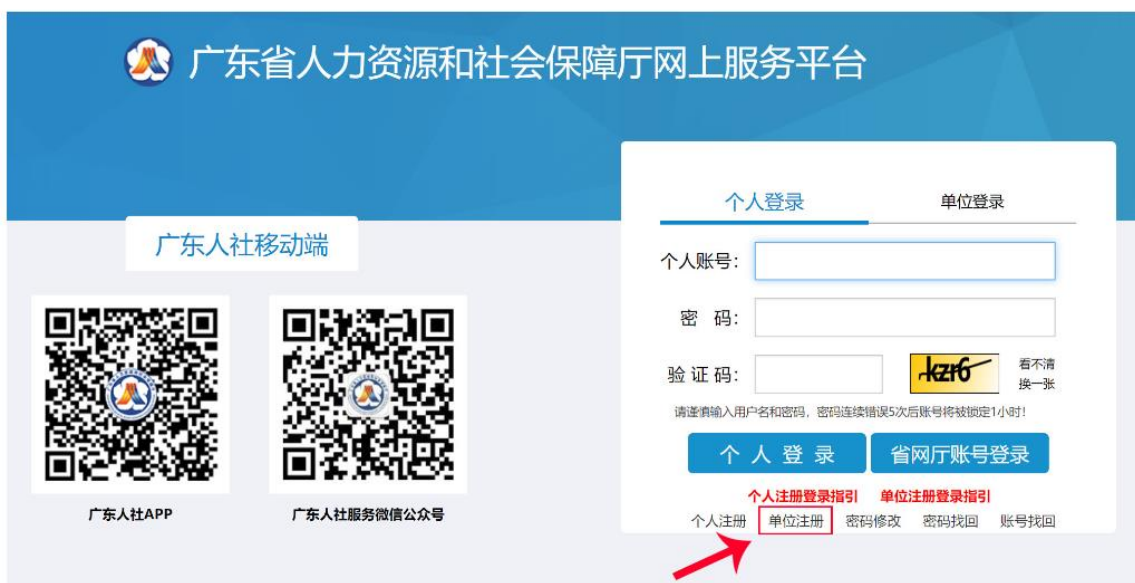 广东省人力资源和社会保障厅网上服务平台
个人登录
单位登录
广东人社移动端
个人账号：
密 码：
验 证 码：
kzr6
看不清
换一张
请谨慎输入用户名和密码，密码连续错误5次后账号将被锁定1小时！
个 人 登 录
省网厅账号登录
个人注册登录指引
单位注册登录指引
广东人社APP
广东人社服务微信公众号
个人注册
单位注册
密码修改
密码找回
账号找回